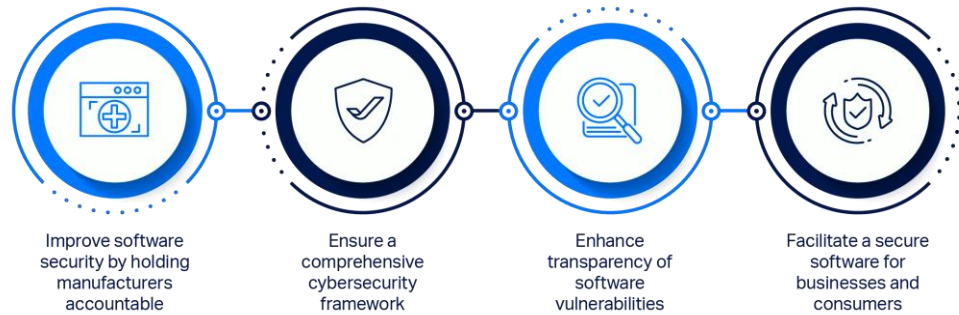 Improve software
security by holding
manufacturers
accountable
Ensure a
comprehensive
cybersecurity
framework
Enhance
transparency of
software
vulnerabilities
Facilitate a secure
software for
businesses and
consumers